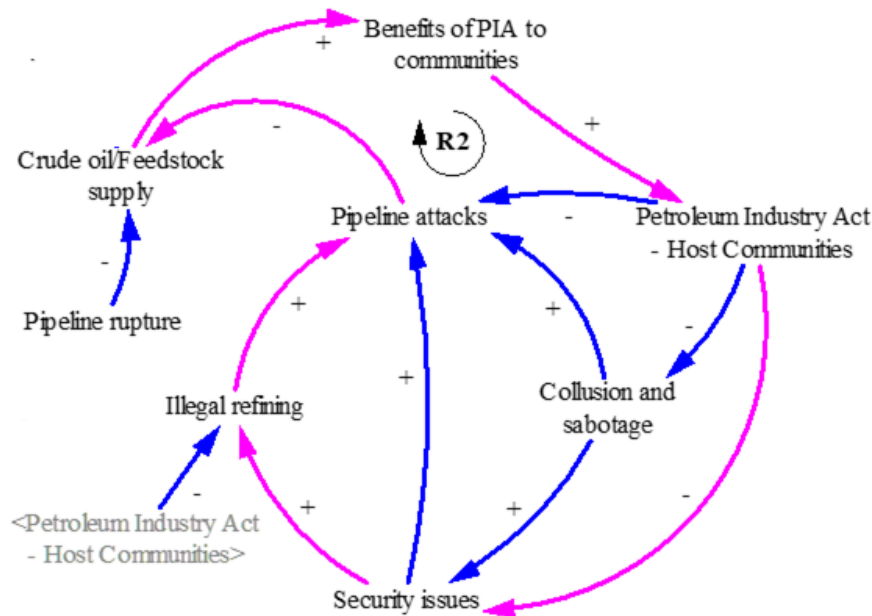 Benefits of PIA to
communities
+
-
R2
+
Crude oil/Feedstock
supply
Pipeline attacks
-
Petroleum Industry Act
- Host Communities
-
Pipeline rupture
+
+
-
+
Illegal refining
Collusion and
sabotage
-
+
+
-
<Petroleum Industry Act
- Host Communities>
Security issues